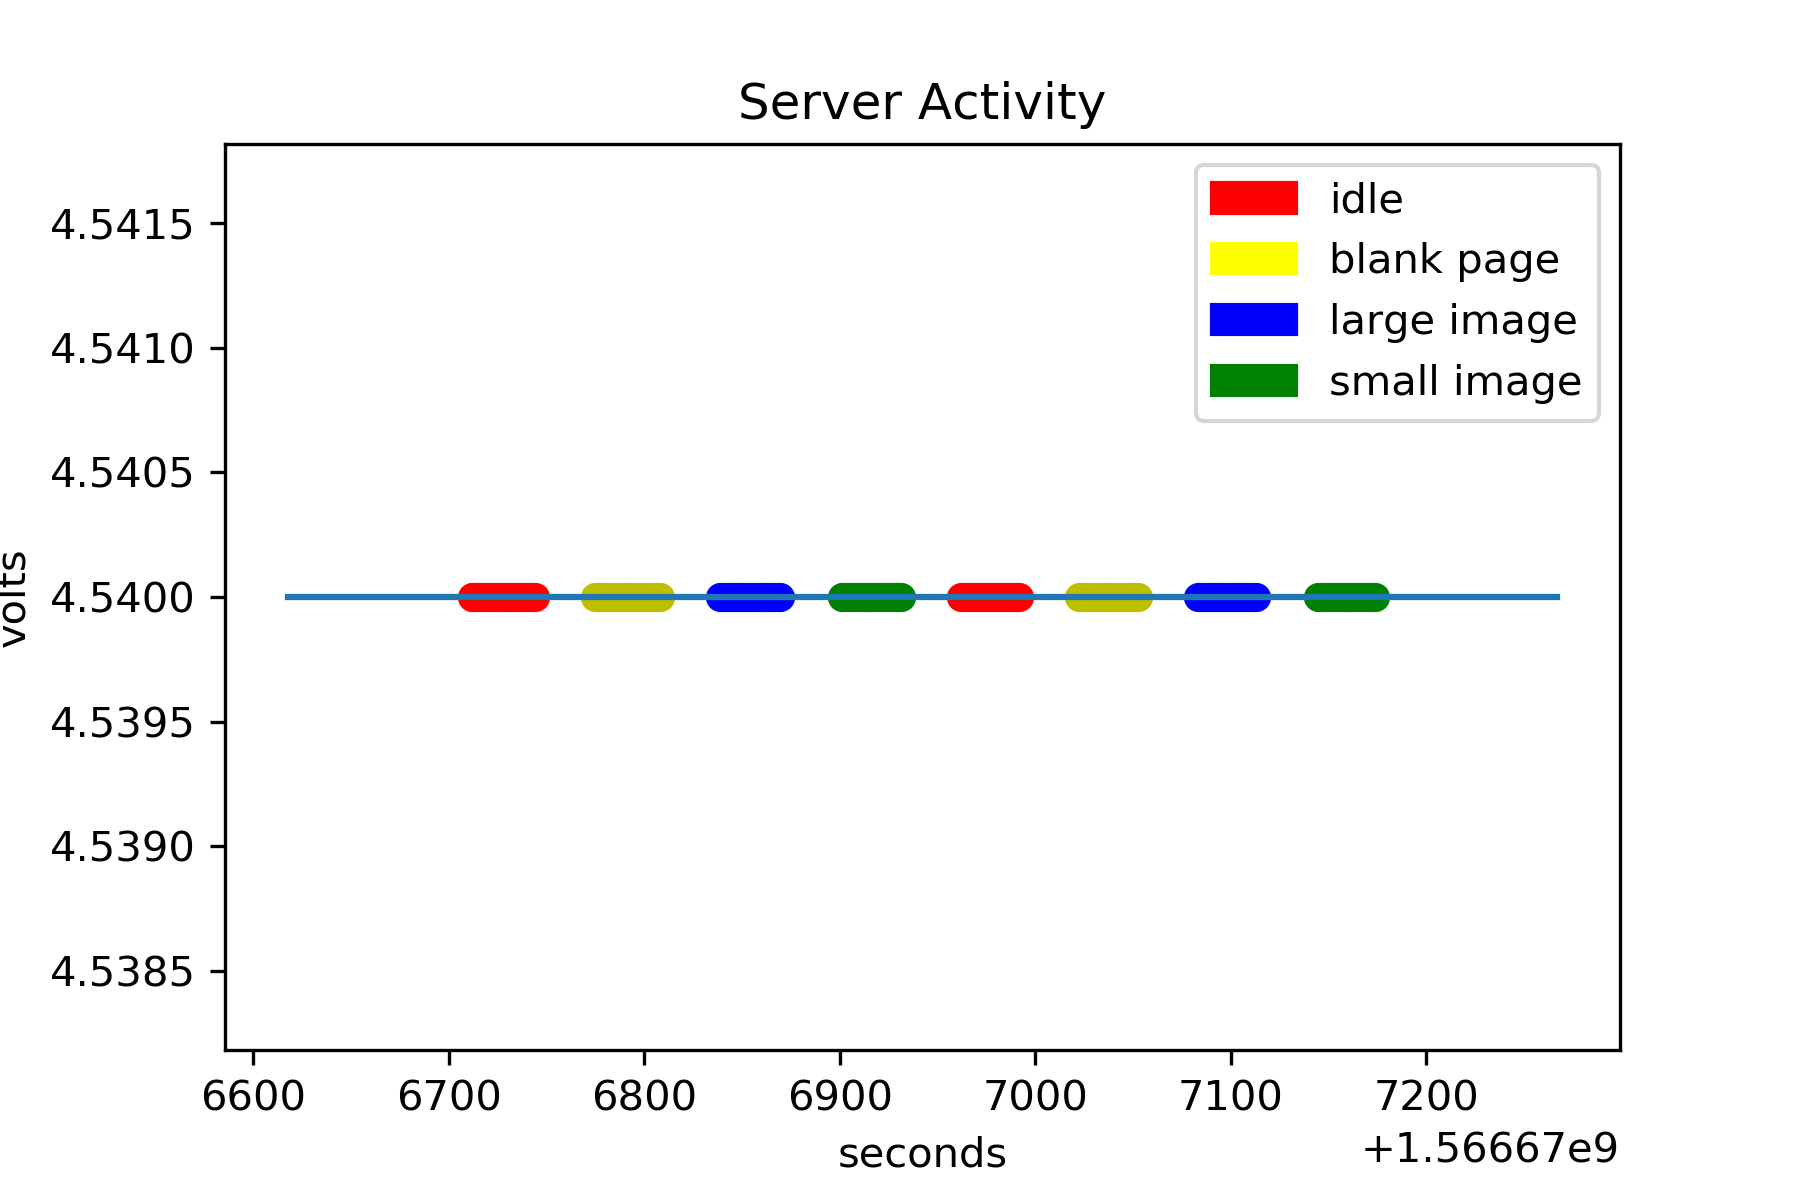 Server Activity
idle
blank page
large image
small image
4.5415
4.5410
4.5405
4.5400
4.5395
4.5390
4.5385
volts
6600 6700 6800 6900 7000 7100 7200
seconds
+1.56667e9